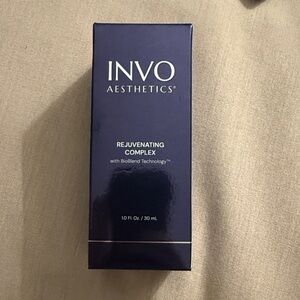 INVO
AESTHETICS®
REJUVENATING
COMPLEX
with BioBlend Technology™
1.0 Fl. Oz. / 30 mL